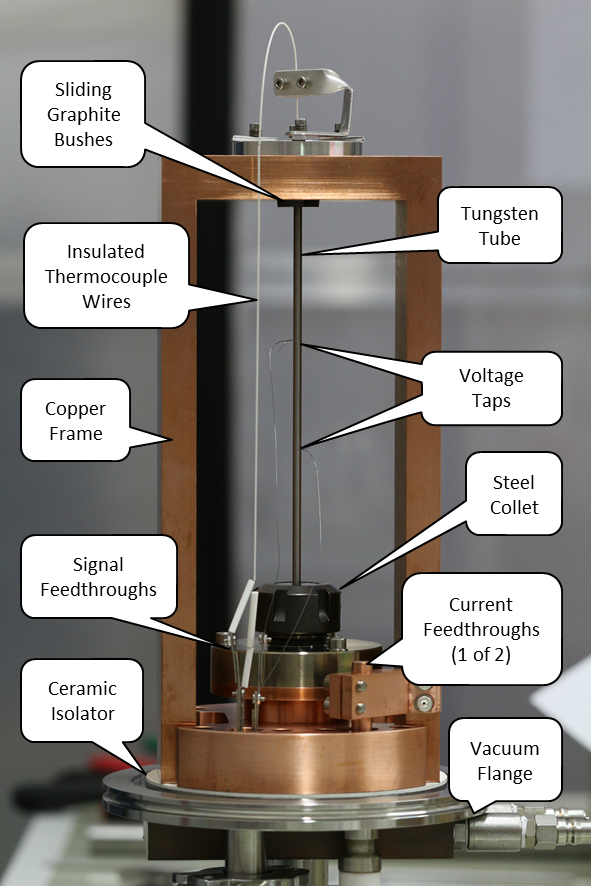 Sliding
Graphite
Bushes
Tungsten
Tube
Insulated
Thermocouple
Wires
Voltage
Taps
Copper
Frame
Steel
Collet
Signal
Feedthroughs
Current
Feedthroughs
(1 of 2)
Ceramic
Isolator
Vacuum
Flange